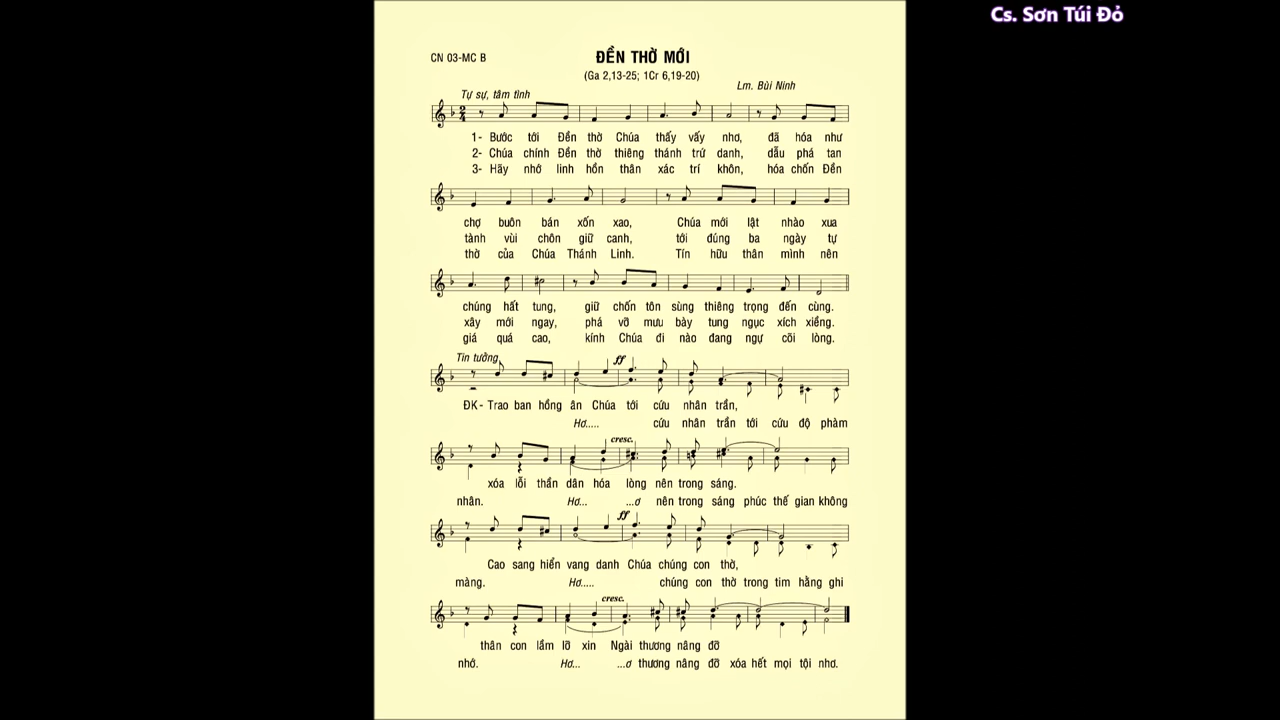 Cs. Sơn Túi Đỏ
CN 03-MC B
ĐỀN THỜ MỚI
(Ga 2,13-25; 1Cr 6,19-20)
Lm. Bùi Ninh
Tự sự, tâm tình
1- Bước tới Đền thờ Chúa thấy vấy nhơ, đã hóa như
2- Chúa chính Đền thờ thiêng thánh trứ danh, dẫu phá tan
3- Hãy nhớ linh hồn thân xác trí khôn, hóa chốn Đền
chợ buôn bán xốn xao, Chúa mới lật nhào xua
tành vùi chôn giữ canh, tới đúng ba ngày tự
thờ của Chúa Thánh Linh. Tín hữu thân mình nên
chúng hất tung, giữ chốn tôn sùng thiêng trọng đến cùng.
xây mới ngay, phá vỡ mưu bày tung ngục xích xiềng.
giá quá cao, kính Chúa đi nào đang ngự cõi lòng.
Tin tưởng
ff
ĐK- Trao ban hồng ân Chúa tới cứu nhân trần,
Hơ..... cứu nhân trần tới cứu độ phàm
cresc.
xóa lỗi thần dân hóa lòng nên trong sáng.
nhân. Hơ... ...ơ nên trong sáng phúc thế gian không
ff
Cao sang hiển vang danh Chúa chúng con thờ,
màng. Hơ..... chúng con thờ trong tim hằng ghi
cresc.
thân con lầm lỡ xin Ngài thương nâng đỡ
nhớ. Hơ... ...ơ thương nâng đỡ xóa hết mọi tội nhơ.